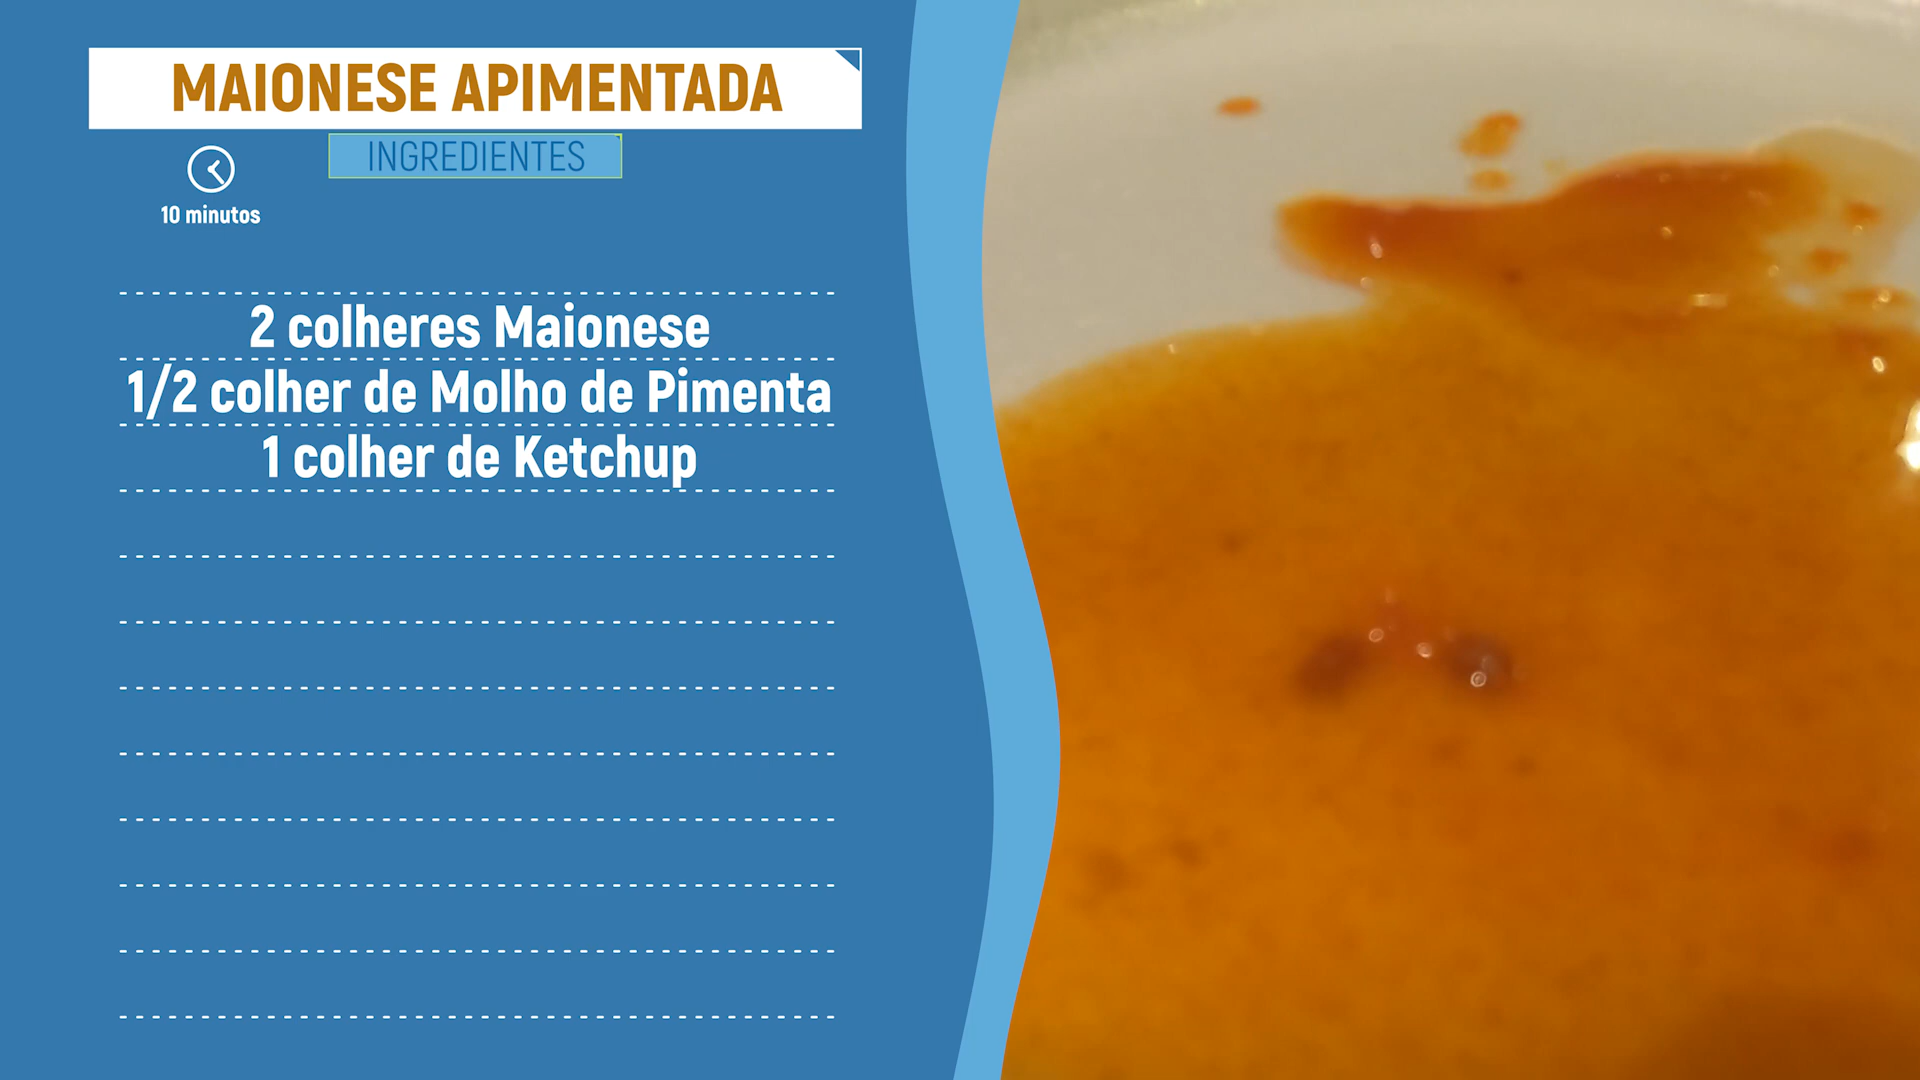 MAIONESE APIMENTADA
INGREDIENTES
10 minutos
2 colheres Maionese
1/2 colher de Molho de Pimenta
1 colher de Ketchup